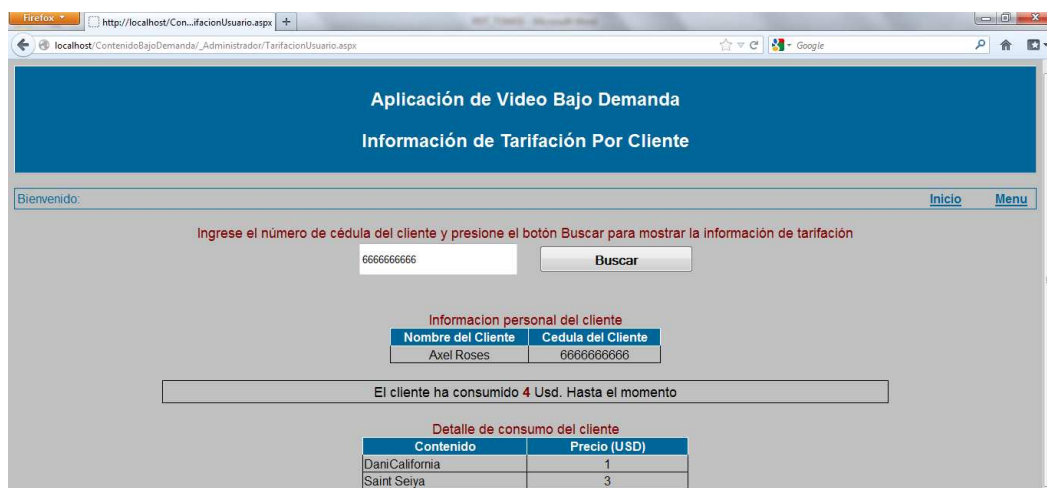 Firefox
http://localhost/Con...ifacionUsuario.aspx
localhost/ContenidoBajoDemanda/_Administrador/TarifacionUsuario.aspx
Google
Aplicación de Video Bajo Demanda
Información de Tarifación Por Cliente
Bienvenido:
Inicio Menu
Ingrese el número de cédula del cliente y presione el botón Buscar para mostrar la información de tarifación
6666666666 Buscar
Informacion personal del cliente
Nombre del Cliente Cedula del Cliente
Axel Roses 6666666666
El cliente ha consumido 4 Usd. Hasta el momento
Detalle de consumo del cliente
Contenido Precio (USD)
DaniCalifornia 1
Saint Seiya 3